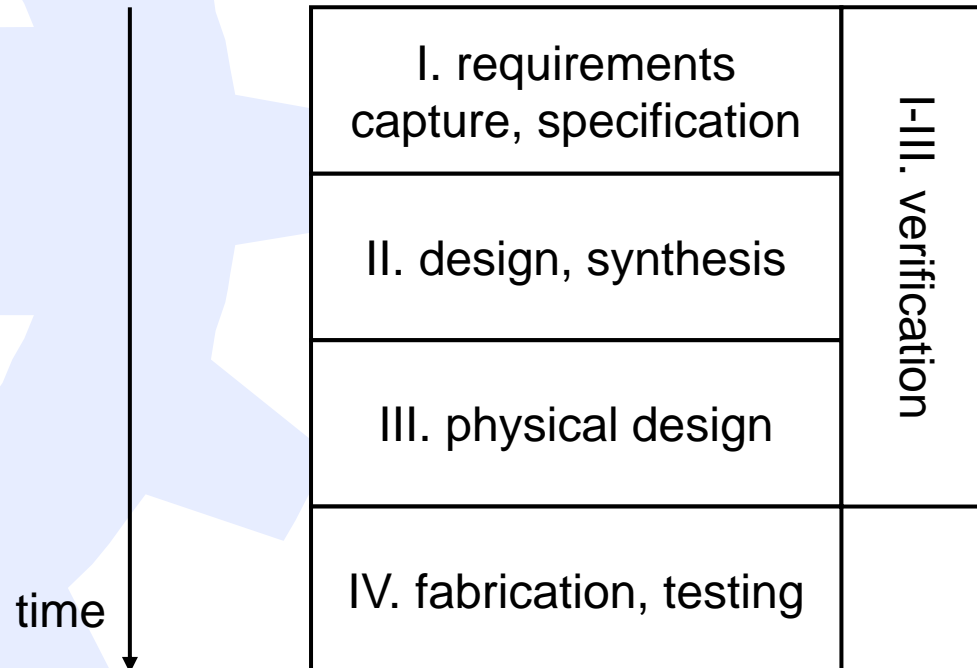 I. requirements
capture, specification
I-III. verification
II. design, synthesis
III. physical design
IV. fabrication, testing
time